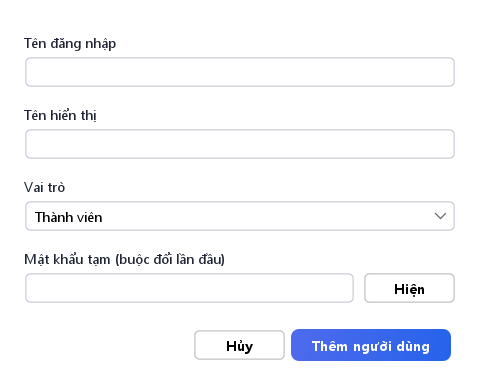 Tên đăng nhập
Tên hiển thị
Vai trò
Thành viên
Mật khẩu tạm (buộc đổi lần đầu)
Hiện
Hủy
Thêm người dùng